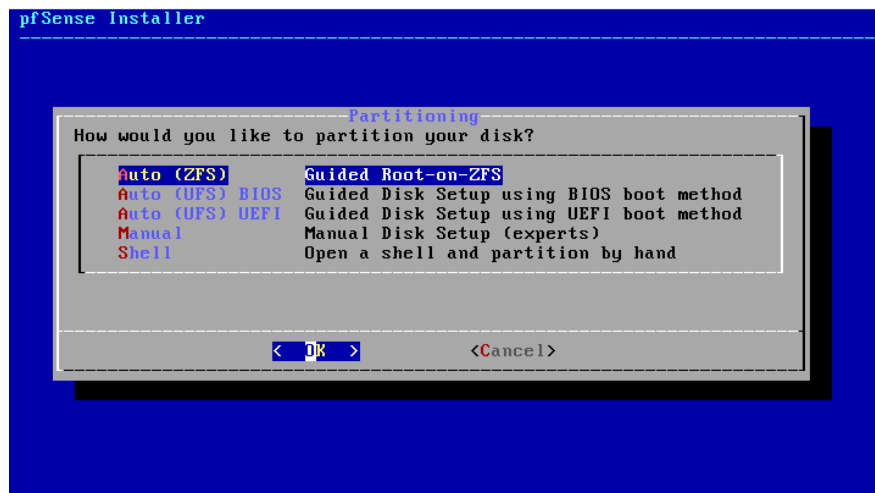 pfSense Installer
Partitioning
How would you like to partition your disk?
Auto (ZFS) Guided Root-on-ZFS
Auto (UFS) BIOS Guided Disk Setup using BIOS boot method
Auto (UFS) UEFI Guided Disk Setup using UEFI boot method
Manual Manual Disk Setup (experts)
Shell Open a shell and partition by hand
< OK > <Cancel>